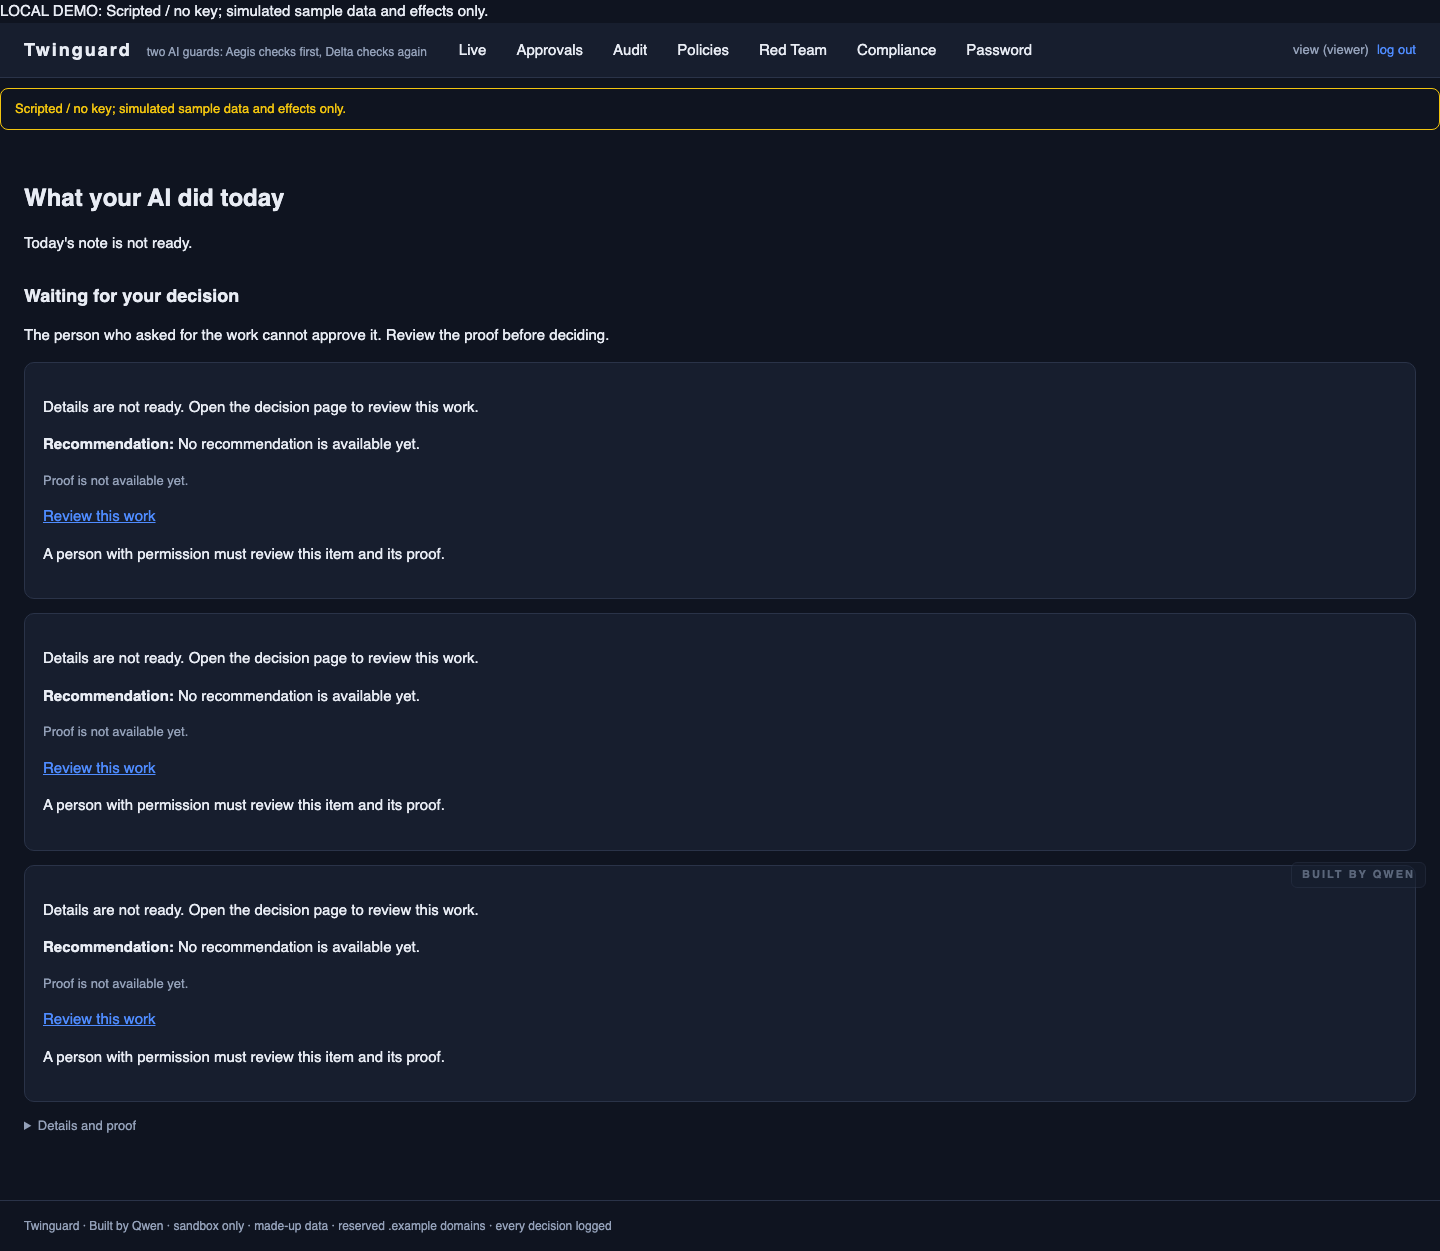 LOCAL DEMO: Scripted / no key; simulated sample data and effects only.
Twinguard two AI guards: Aegis checks first, Delta checks again Live Approvals Audit Policies Red Team Compliance Password view (viewer) log out
Scripted / no key; simulated sample data and effects only.
What your AI did today
Today's note is not ready.
Waiting for your decision
The person who asked for the work cannot approve it. Review the proof before deciding.
Details are not ready. Open the decision page to review this work.
Recommendation: No recommendation is available yet.
Proof is not available yet.
Review this work
A person with permission must review this item and its proof.
Details are not ready. Open the decision page to review this work.
Recommendation: No recommendation is available yet.
Proof is not available yet.
Review this work
A person with permission must review this item and its proof.
BUILT BY QWEN
Details are not ready. Open the decision page to review this work.
Recommendation: No recommendation is available yet.
Proof is not available yet.
Review this work
A person with permission must review this item and its proof.
Details and proof
Twinguard · Built by Qwen · sandbox only · made-up data · reserved .example domains · every decision logged